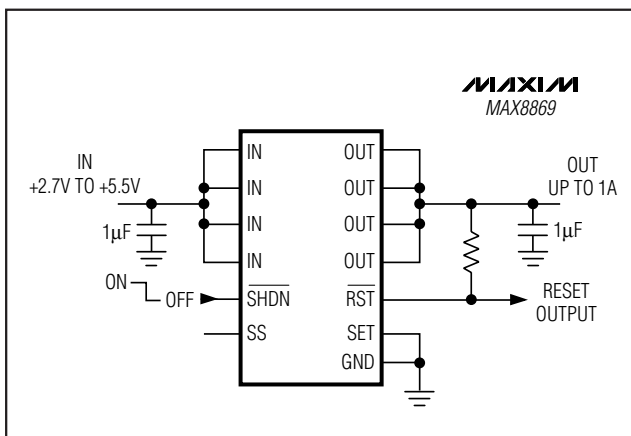 MAXIM
MAX8869
IN
+2.7V TO +5.5V
1µF
ON
OFF
IN
IN
IN
IN
SHDN
SS
OUT
OUT
OUT
OUT
RST
SET
GND
OUT
UP TO 1A
1µF
RESET
OUTPUT